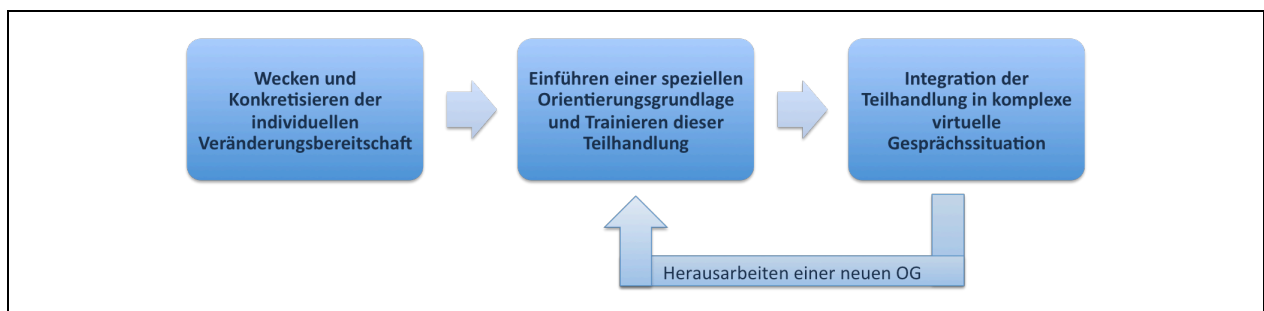 Wecken und
Konkretisieren der
individuellen
Veränderungsbereitschaft
Einführen einer speziellen
Orientierungsgrundlage
und Trainieren dieser
Teilhandlung
Integration der
Teilhandlung in komplexe
virtuelle
Gesprächssituation
Herausarbeiten einer neuen OG